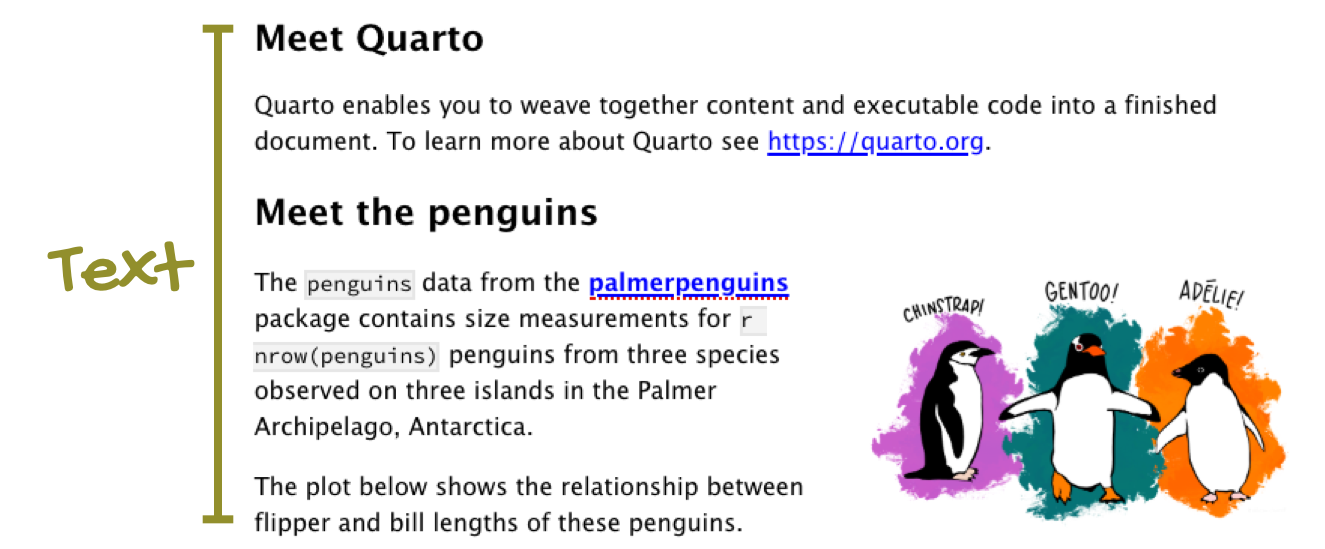 Meet Quarto
Quarto enables you to weave together content and executable code into a finished
document. To learn more about Quarto see https://quarto.org.
Meet the penguins
Text
The penguins data from the palmerpenguins
package contains size measurements for r
nrow(penguins) penguins from three species
observed on three islands in the Palmer
Archipelago, Antarctica.
The plot below shows the relationship between
flipper and bill lengths of these penguins.
CHINSTRAP!
GENTOO!
ADÉLIE!